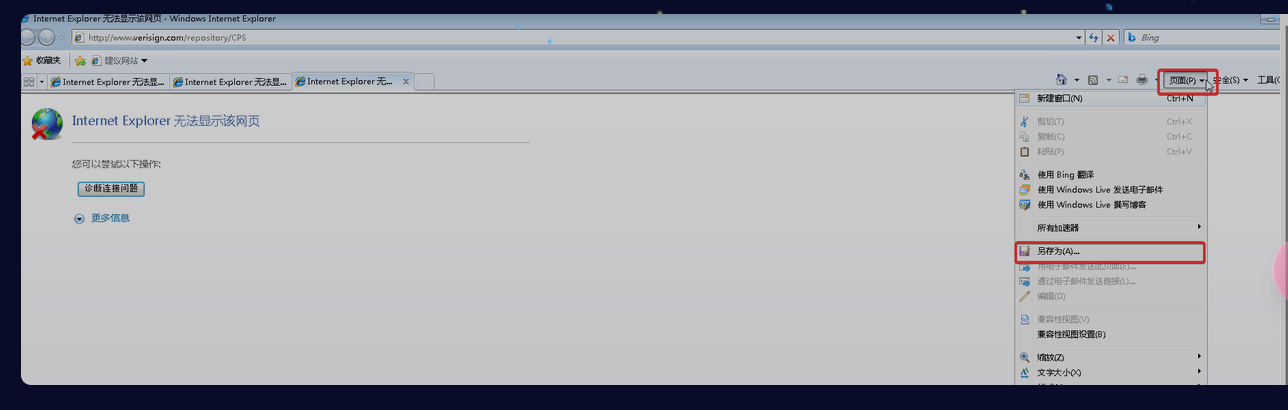 Internet Explorer 无法显示该网页 - Windows Internet Explorer
http://www.verisign.com/repository/CPS
Bing
收藏夹
建议网站
Internet Explorer 无法显...
Internet Explorer 无法显...
Internet Explorer 无...
页面(P)
全(S)
工具(O
Internet Explorer 无法显示该网页
您可以尝试以下操作:
诊断连接问题
更多信息
新建窗口(N) Ctrl+N
剪切(T) Ctrl+X
复制(C) Ctrl+C
粘贴(P) Ctrl+V
使用 Bing 翻译
使用 Windows Live 发送电子邮件
使用 Windows Live 撰写博客
所有加速器
另存为(A)...
用电子邮件发送此页面(E)...
通过电子邮件发送链接(L)...
编辑(D)
兼容性视图(V)
兼容性视图设置(B)
缩放(Z)
文字大小(X)